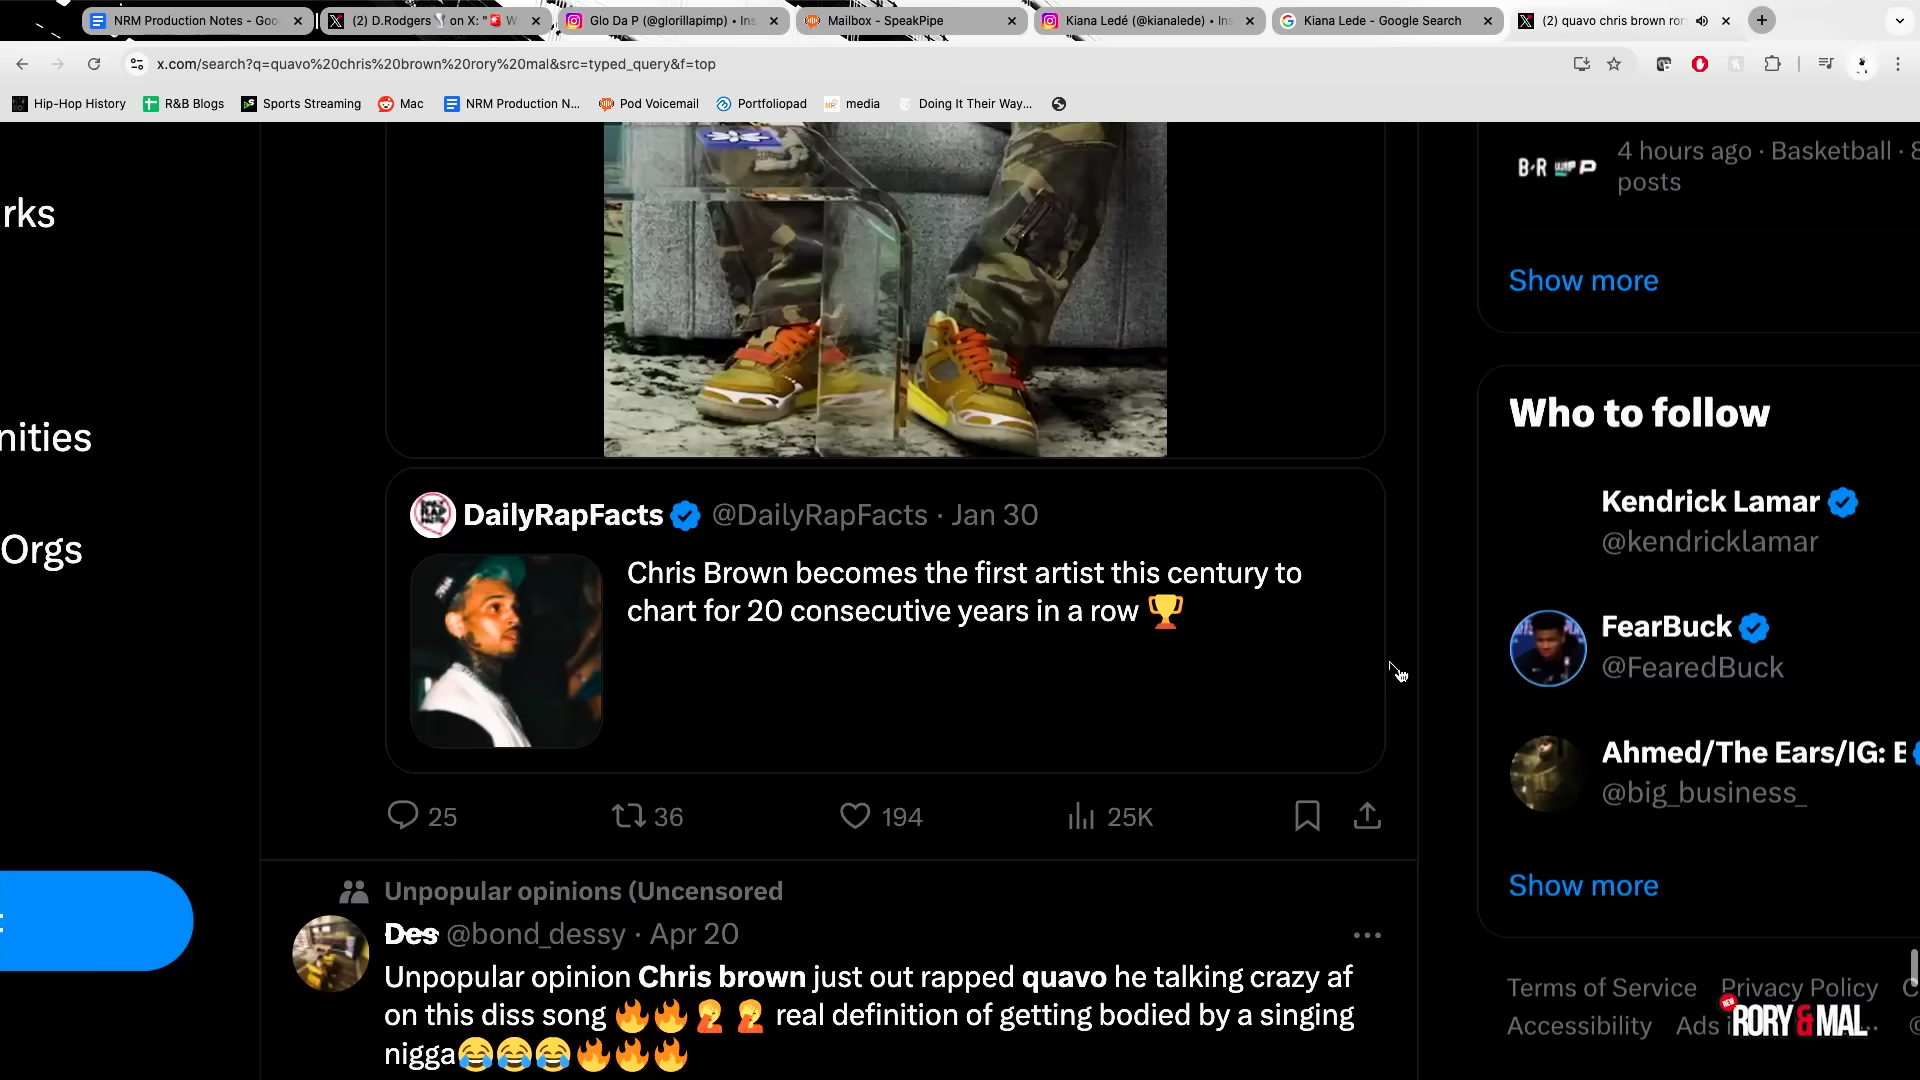 NRM Production Notes - Goo
(2) D.Rodgers on X: "🚨 W
Glo Da P (@glorillapimp) • Ins
Mailbox - SpeakPipe
Kiana Ledé (@kianalede) • Ins
Kiana Lede - Google Search
(2) quavo chris brown ror
x.com/search?q=quavo%20chris%20brown%20rory%20mal&src=typed_query&f=top
Hip-Hop History
R&B Blogs
Sports Streaming
Mac
NRM Production N...
Pod Voicemail
Portfoliopad
media
Doing It Their Way...
rks
nities
Orgs
DailyRapFacts @DailyRapFacts · Jan 30
Chris Brown becomes the first artist this century to
chart for 20 consecutive years in a row 🏆
25
36
194
25K
Unpopular opinions (Uncensored
Des @bond_dessy · Apr 20
Unpopular opinion Chris brown just out rapped quavo he talking crazy af
on this diss song 🔥🔥🤦🤦 real definition of getting bodied by a singing
nigga😂😂😂🔥🔥🔥
B·R
4 hours ago · Basketball · 8
posts
Show more
Who to follow
Kendrick Lamar
@kendricklamar
FearBuck
@FearedBuck
Ahmed/The Ears/IG: B
@big_business_
Show more
Terms of Service
Privacy Policy
C
Accessibility
Ads i
NEW
RORY & MAL